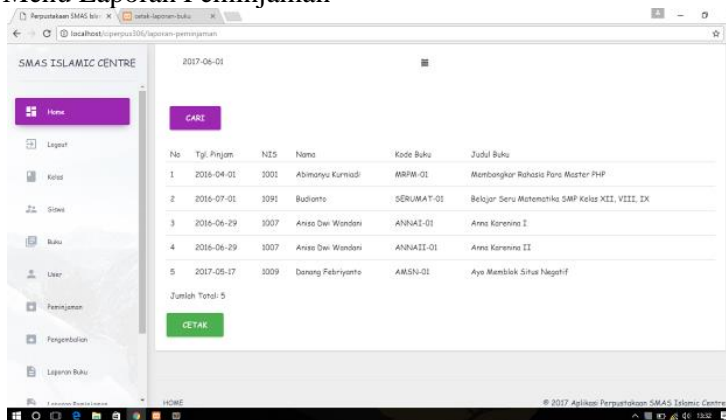 Menu Laporan Peminjaman
Perpustakaan SMAS Isla
cetak-laporan-buku
localhost/ciperpus306/laporan-peminjaman
SMAS ISLAMIC CENTRE
2017-06-01
Home
CARI
Logout
No Tgl. Pinjam NIS Nama Kode Buku Judul Buku
Kelas
1 2016-04-01 1001 Abimanyu Kurniadi MRPM-01 Membongkar Rahasia Para Master PHP
2 2016-07-01 1091 Budianto SERUMAT-01 Belajar Seru Matematika SMP Kelas XII, VIII, IX
Siswa
3 2016-06-29 1007 Anisa Dwi Wandani ANNAI-01 Anna Karenina I
Buku
4 2016-06-29 1007 Anisa Dwi Wandani ANNAII-01 Anna Karenina II
User
5 2017-05-17 1009 Danang Febriyanto AMSN-01 Ayo Memblok Situs Negatif
Jumlah Total: 5
Peminjaman
CETAK
Pengembalian
Laporan Buku
Laporan Peminjaman
HOME
© 2017 Aplikasi Perpustakaan SMAS Islamic Centre
13:52